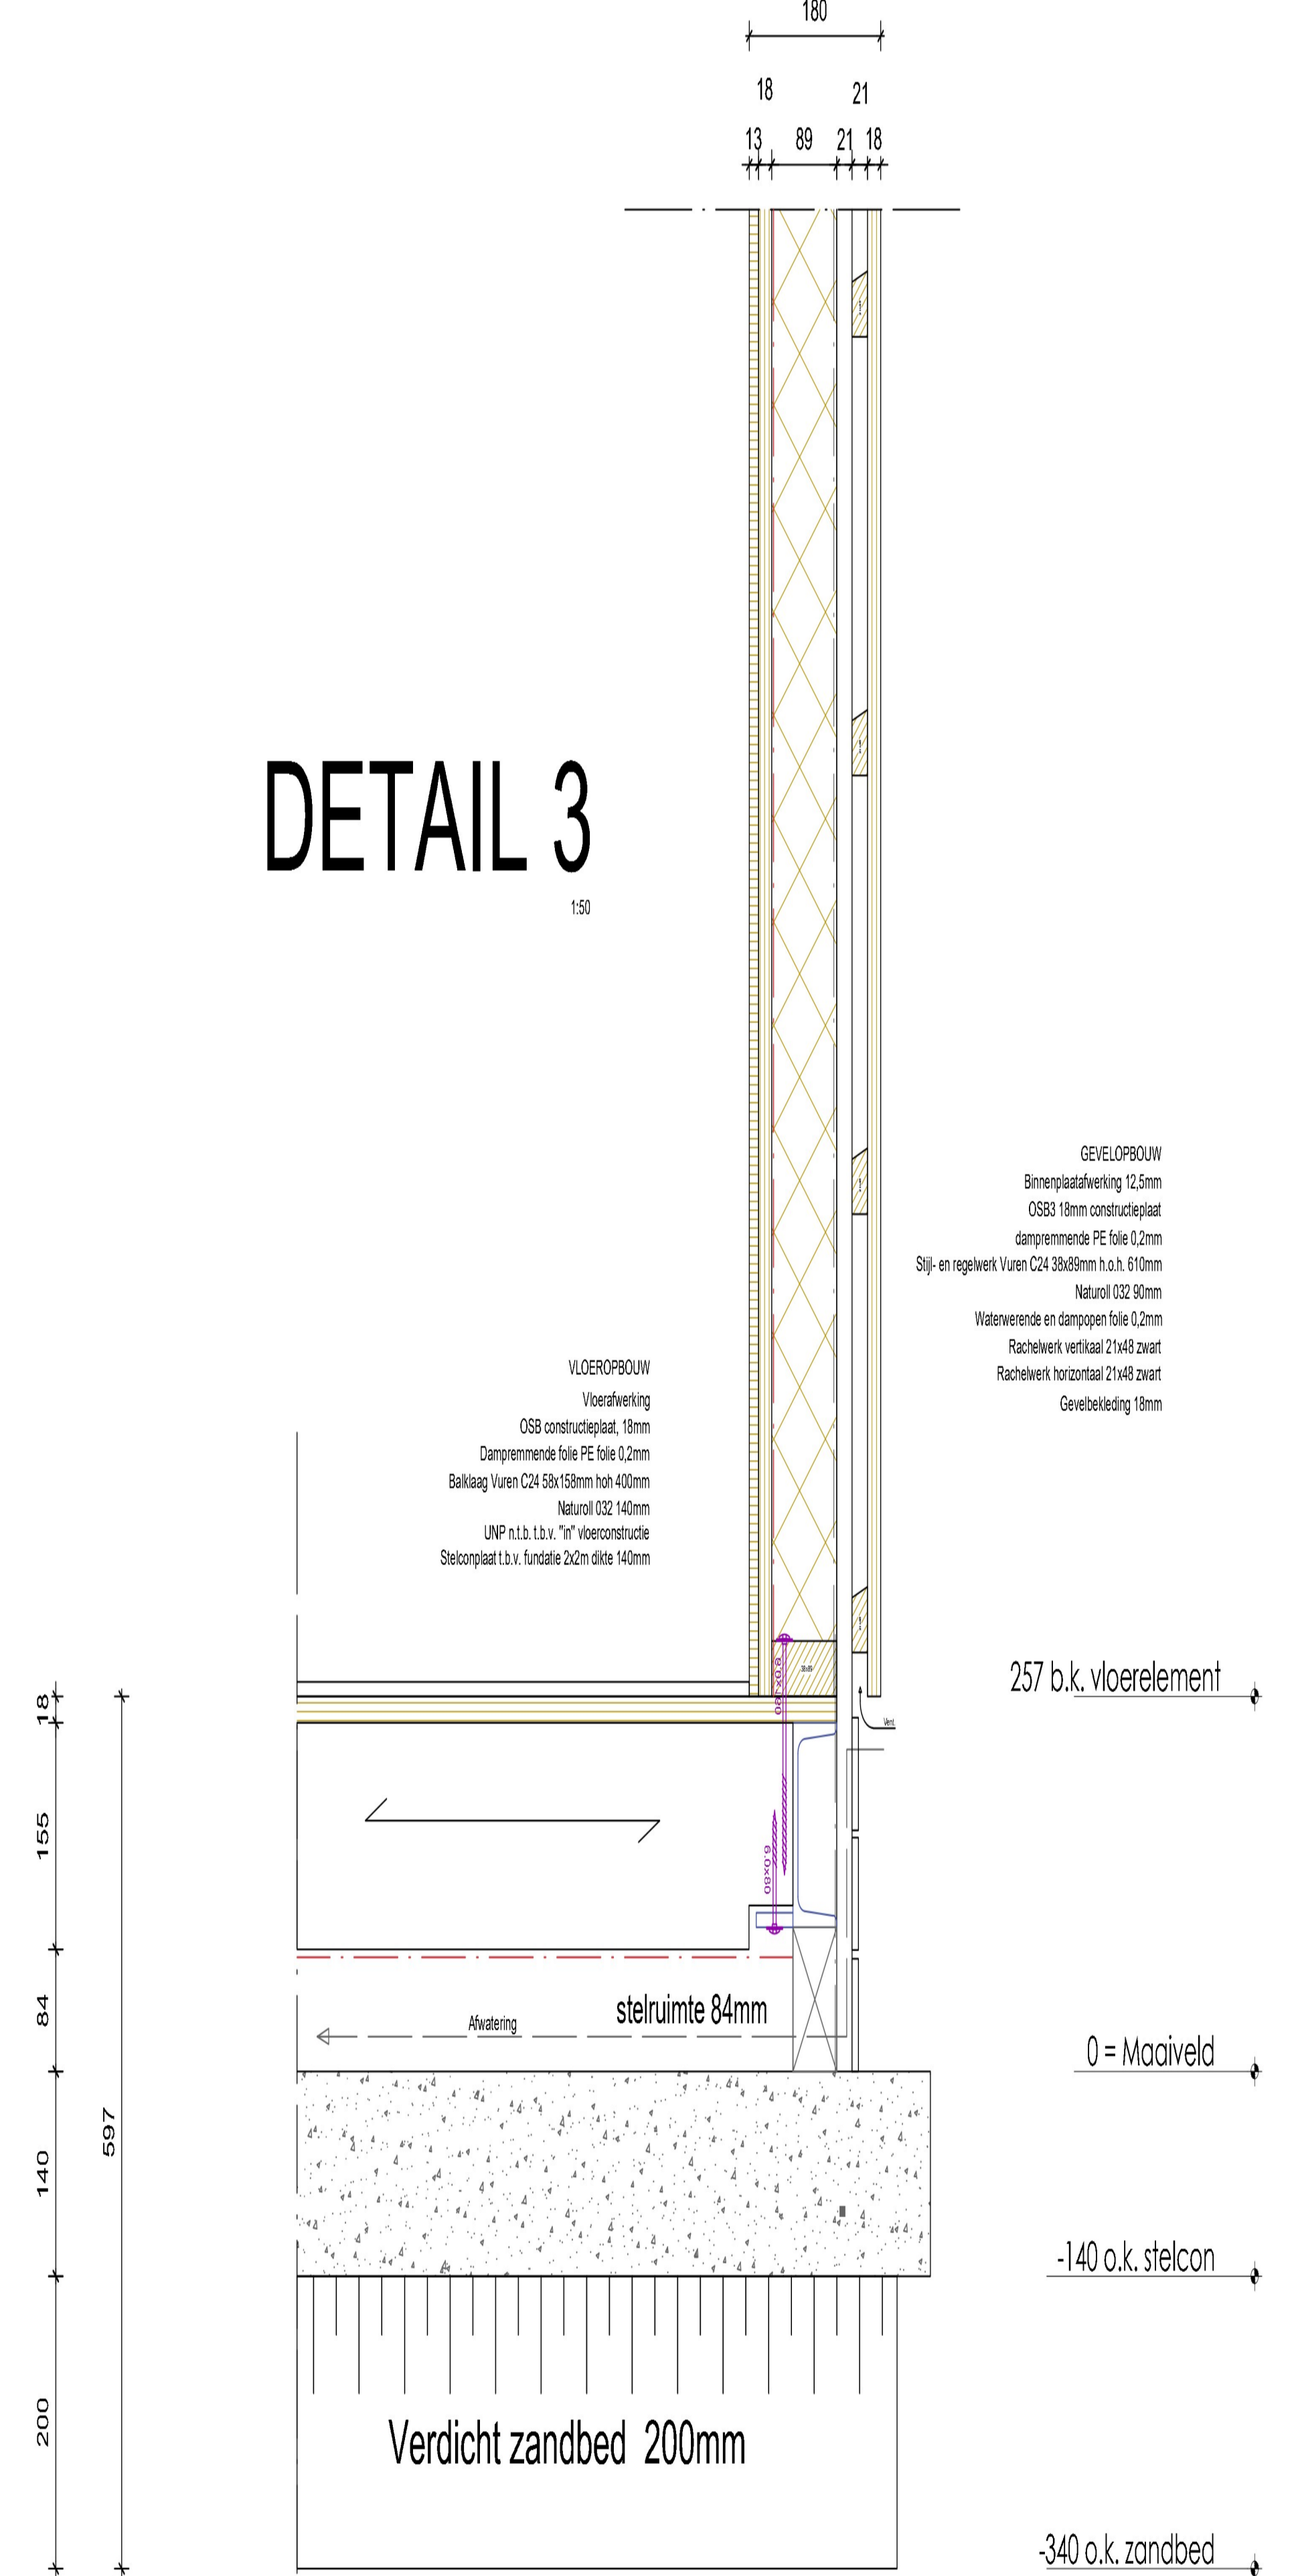 180
18
21
13
89
21
18
DETAIL 3
1:50
GEVELOPBOUW
Binnenplaatafwerking 12,5mm
OSB3 18mm constructieplaat
dampremmende PE folie 0,2mm
Stijl- en regelwerk Vuren C24 38x89mm h.o.h. 610mm
Naturoll 032 90mm
Waterwerende en dampopen folie 0,2mm
Rachelwerk vertikaal 21x48 zwart
Rachelwerk horizontaal 21x48 zwart
Gevelbekleding 18mm
VLOEROPBOUW
Vloerafwerking
OSB constructieplaat, 18mm
Dampremmende folie PE folie 0,2mm
Balklaag Vuren C24 58x158mm hoh 400mm
Naturoll 032 140mm
UNP n.t.b. t.b.v. "in" vloerconstructie
Stelconplaat t.b.v. fundatie 2x2m dikte 140mm
38x89
257 b.k. vloerelement
18
Vent.
155
6.0x80
84
stelruimte 84mm
Afwatering
0 = Maaiveld
597
140
-140 o.k. stelcon
200
Verdicht zandbed 200mm
-340 o.k. zandbed